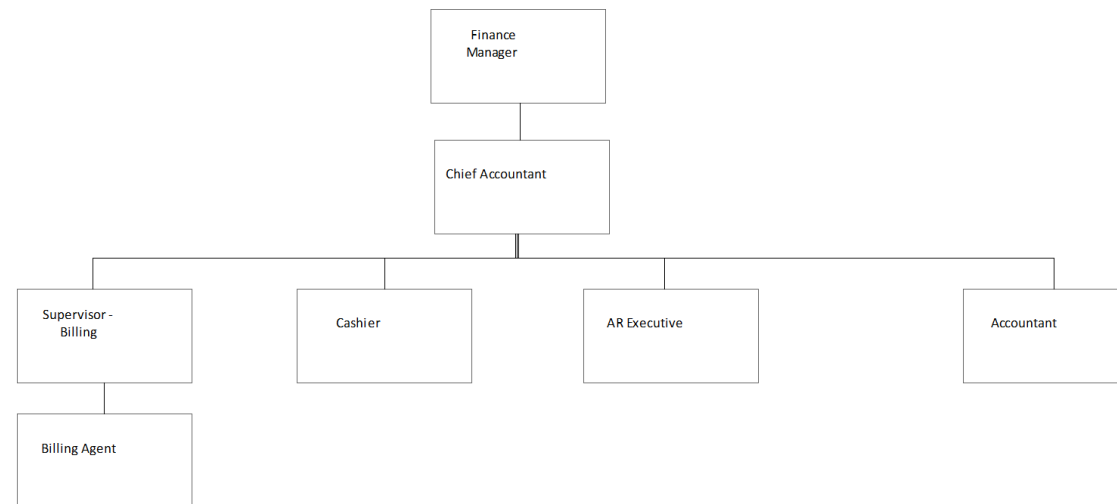 Finance
Manager
Chief Accountant
Supervisor -
Billing
Cashier
AR Executive
Accountant
Billing Agent